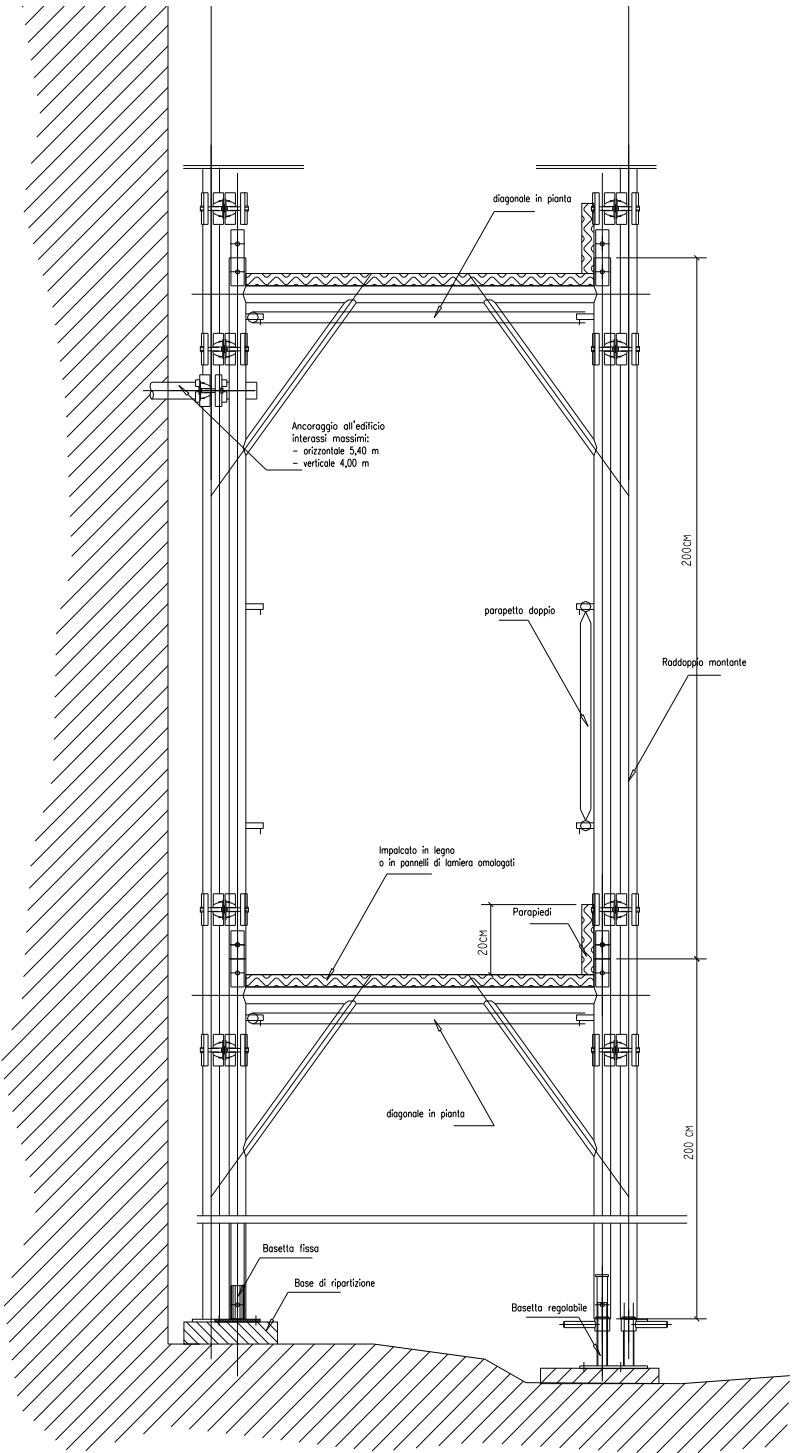 diagonale in pianta
Ancoraggio all'edificio
interassi massimi:
- orizzontale 5,40 m
- verticale 4,00 m
200CM
parapetto doppio
Raddoppio montante
Impalcato in legno
o in pannelli di lamiera omologati
Parapiedi
20CM
diagonale in pianta
200 CM
Basetta fissa
Base di ripartizione
Basetta regolabile